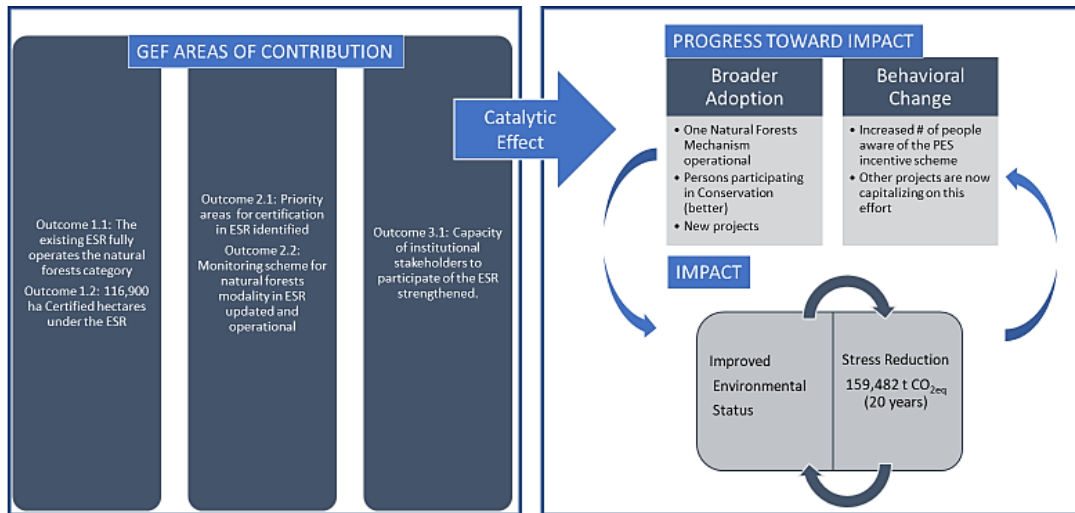 GEF AREAS OF CONTRIBUTION
Outcome 1.1: The
existing ESR fully
operates the natural
forests category
Outcome 1.2: 116,900
ha Certified hectares
under the ESR
Outcome 2.1: Priority
areas for certification
in ESR identified
Outcome 2.2:
Monitoring scheme for
natural forests
modality in ESR
updated and
operational
Outcome 3.1: Capacity
of institutional
stakeholders to
participate of the ESR
strengthened.
Catalytic
Effect
PROGRESS TOWARD IMPACT
Broader
Adoption
• One Natural Forests
Mechanism
operational
• Persons participating
in Conservation
(better)
• New projects
Behavioral
Change
• Increased # of people
aware of the PES
incentive scheme
• Other projects are now
capitalizing on this
effort
IMPACT
Improved
Environmental
Status
Stress Reduction
159,482 t CO2eq
(20 years)